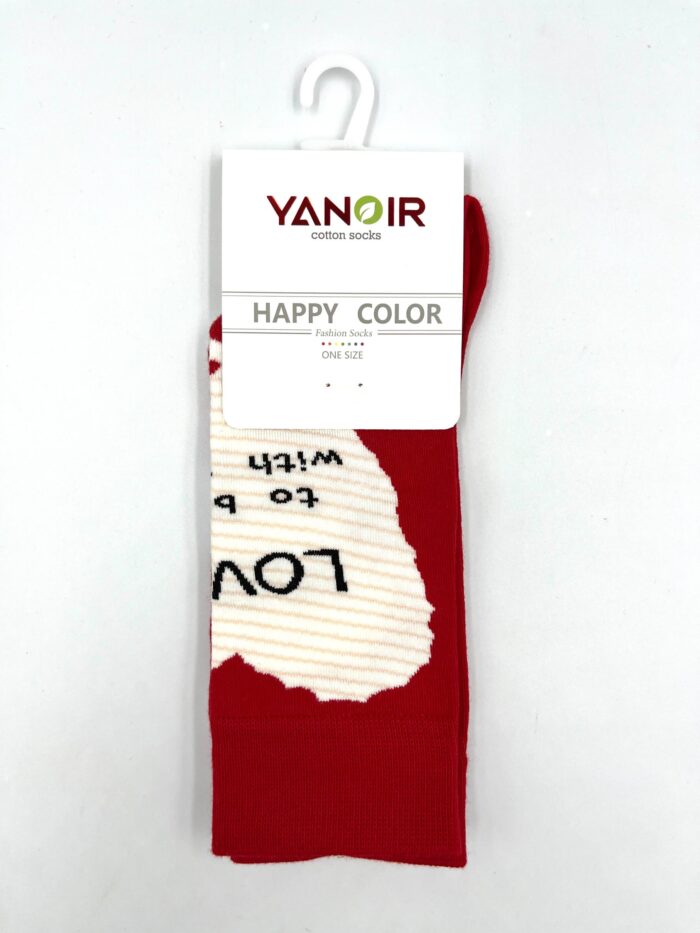 YANOIR
cotton socks
HAPPY COLOR
Fashion Socks
ONE SIZE
LOV
to b
with